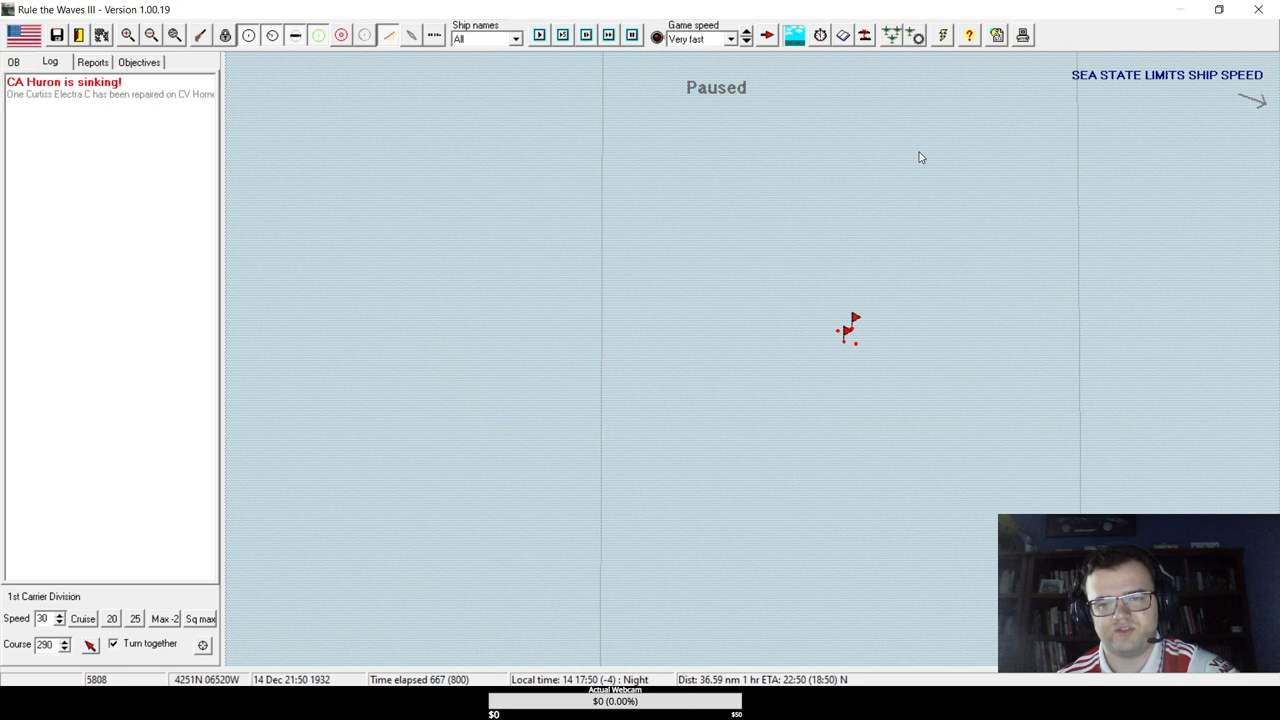 Rule the Waves III - Version 1.00.19
Ship names
All
Game speed
Very fast
OB
Log
Reports
Objectives
CA Huron is sinking!
One Curtiss Electra C has been repaired on CV Horne
Paused
SEA STATE LIMITS SHIP SPEED
1st Carrier Division
Speed 30 Cruise 20 25 Max -2 Sq max
Course 290 Turn together
5808 4251N 06520W 14 Dec 21:50 1932 Time elapsed 667 (800) Local time: 14 17:50 (-4) : Night Dist: 36.59 nm 1 hr ETA: 22:50 (18:50) N
Actual Webcam
$0 (0.00%)
$0 $50